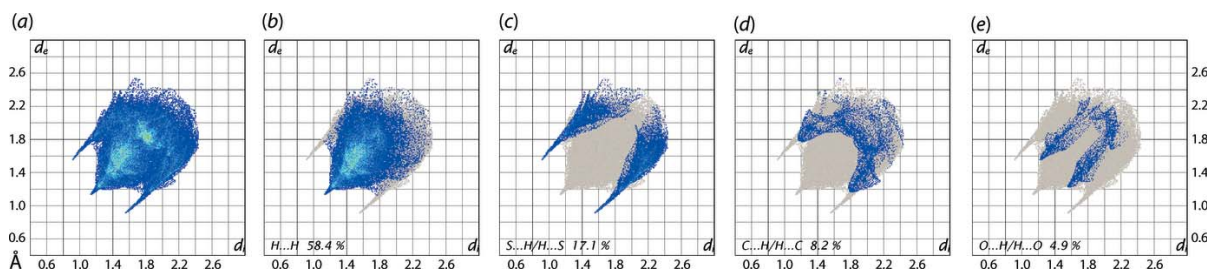 (a) (b) (c) (d) (e)
de de de de de
2.6 2.6
2.2 2.2
1.8 1.8
1.4 1.4
1.0 1.0
0.6 H...H 58.4 % S...H/H...S 17.1 % C...H/H...C 8.2 % O...H/H...O 4.9 % 0.6
di di di di di
Å 0.6 1.0 1.4 1.8 2.2 2.6 0.6 1.0 1.4 1.8 2.2 2.6 0.6 1.0 1.4 1.8 2.2 2.6 0.6 1.0 1.4 1.8 2.2 2.6 0.6 1.0 1.4 1.8 2.2 2.6 Å